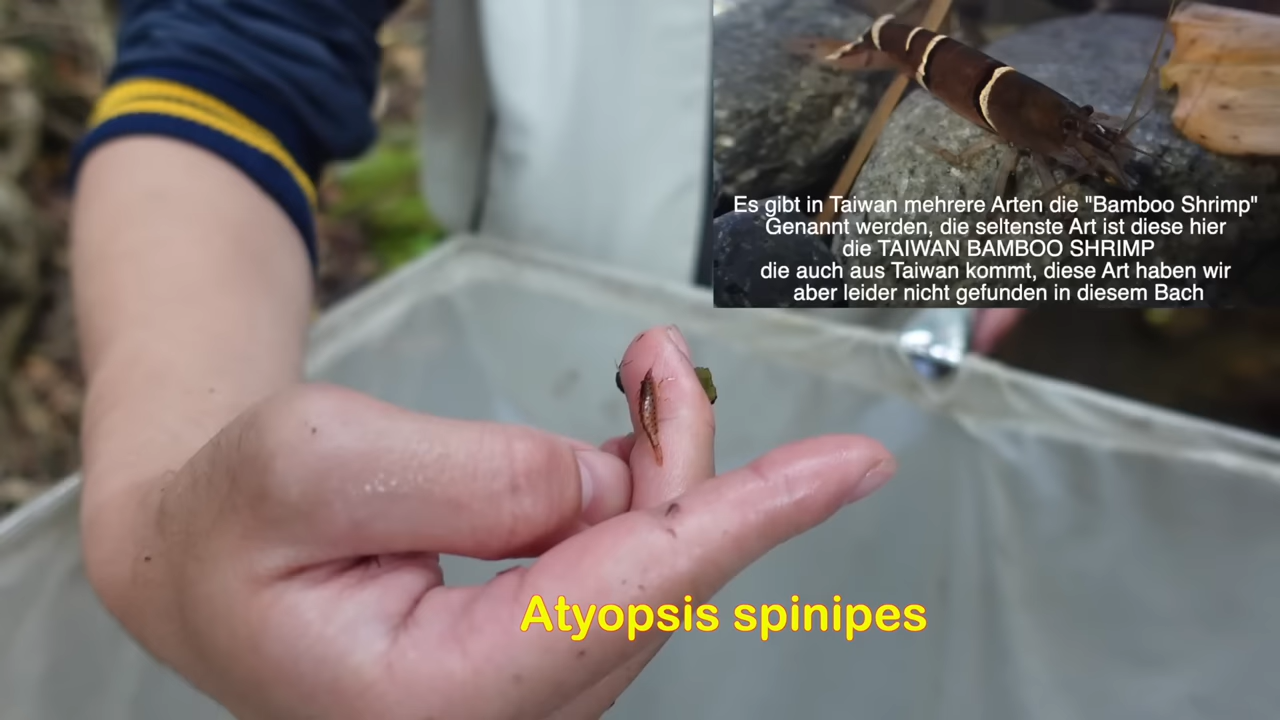 Es gibt in Taiwan mehrere Arten die "Bamboo Shrimp"
Genannt werden, die seltenste Art ist diese hier
die TAIWAN BAMBOO SHRIMP
die auch aus Taiwan kommt, diese Art haben wir
aber leider nicht gefunden in diesem Bach
Atyopsis spinipes